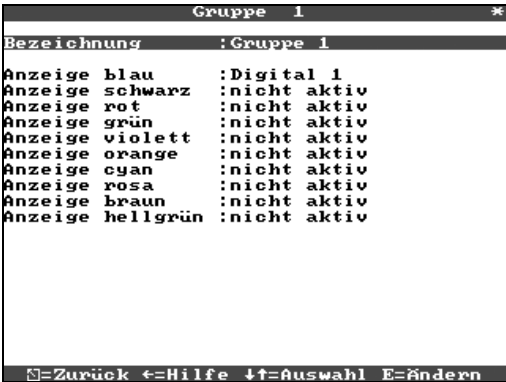 Gruppe 1 *
Bezeichnung :Gruppe 1
Anzeige blau :Digital 1
Anzeige schwarz :nicht aktiv
Anzeige rot :nicht aktiv
Anzeige grün :nicht aktiv
Anzeige violett :nicht aktiv
Anzeige orange :nicht aktiv
Anzeige cyan :nicht aktiv
Anzeige rosa :nicht aktiv
Anzeige braun :nicht aktiv
Anzeige hellgrün :nicht aktiv
⍂=Zurück ←=Hilfe ↓↑=Auswahl E=Ändern